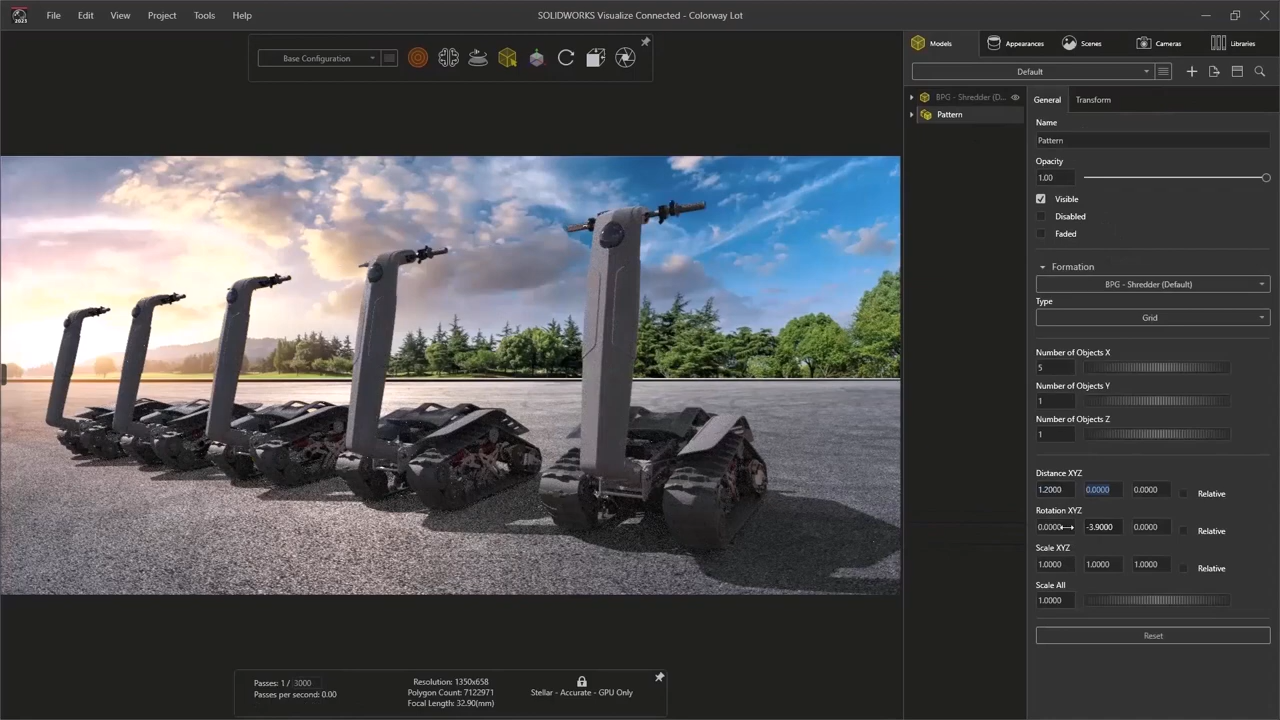 2023 File Edit View Project Tools Help SOLIDWORKS Visualize Connected - Colorway Lot
Base Configuration
Models Appearances Scenes Cameras Libraries
Default
BPG - Shredder (D...
Pattern
General Transform
Name
Pattern
Opacity
1.00
Visible
Disabled
Faded
Formation
BPG - Shredder (Default)
Type
Grid
Number of Objects X
5
Number of Objects Y
1
Number of Objects Z
1
Distance XYZ
1.2000 0.0000 0.0000 Relative
Rotation XYZ
0.0000 -3.9000 0.0000 Relative
Scale XYZ
1.0000 1.0000 1.0000 Relative
Scale All
1.0000
Reset
Passes: 1 / 3000
Passes per second: 0.00
Resolution: 1350x658
Polygon Count: 7122971
Focal Length: 32.90(mm)
Stellar - Accurate - GPU Only